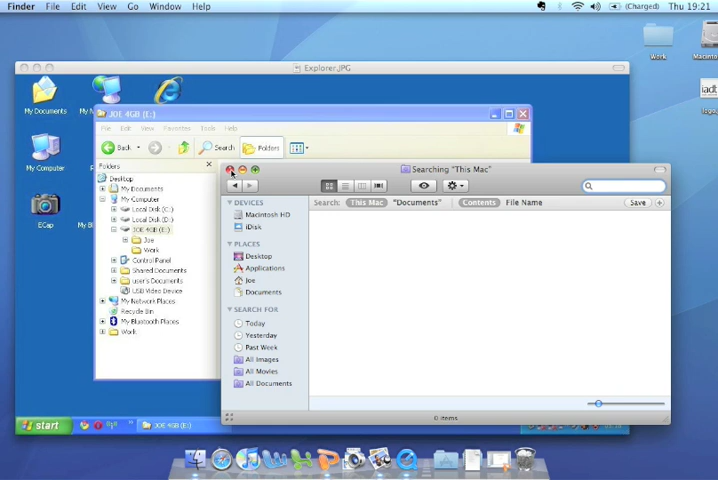 Finder File Edit View Go Window Help
(Charged) Thu 19:21
Work
Explorer.JPG
My Documents
My Computer
ECap
JOE 4GB (E:)
File Edit View Favorites Tools Help
Back Search Folders
Folders
Desktop
My Documents
My Computer
Local Disk (C:)
Local Disk (D:)
JOE 4GB (E:)
Joe
Work
Control Panel
Shared Documents
user's Documents
USB Video Device
My Network Places
Recycle Bin
My Bluetooth Places
Work
Searching "This Mac"
Search: This Mac "Documents" Contents File Name Save
DEVICES
Macintosh HD
iDisk
PLACES
Desktop
Applications
Joe
Documents
SEARCH FOR
Today
Yesterday
Past Week
All Images
All Movies
All Documents
0 items
start JOE 4GB (E:)